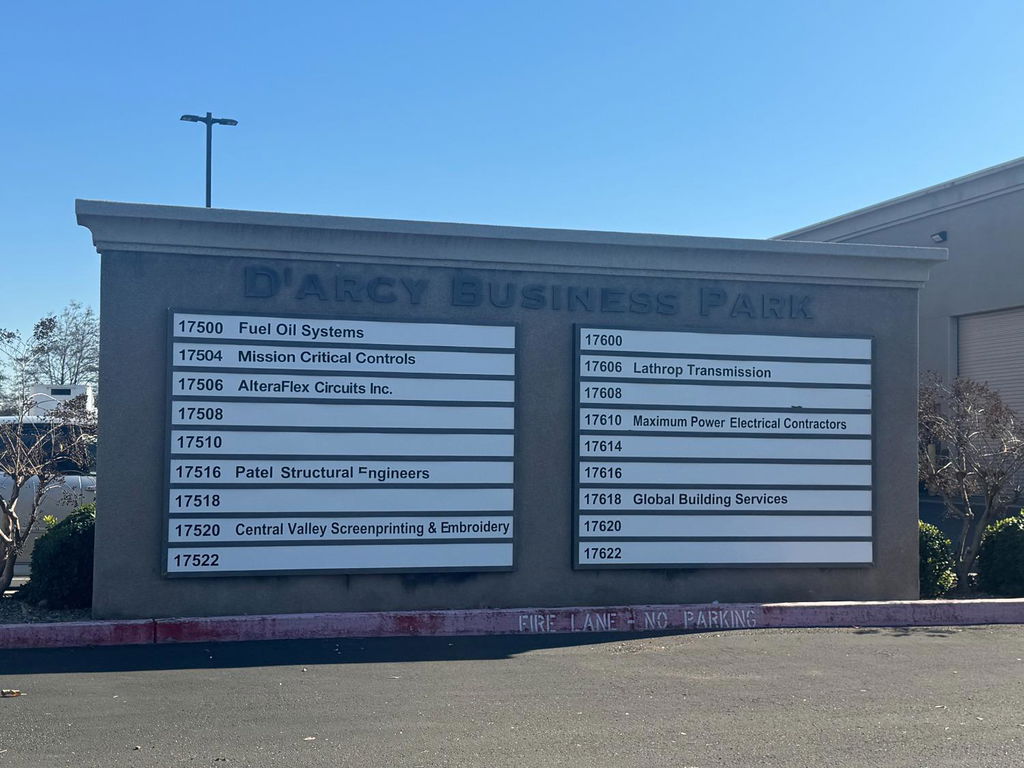 D'ARCY BUSINESS PARK
17500 Fuel Oil Systems
17504 Mission Critical Controls
17506 AlteraFlex Circuits Inc.
17508
17510
17516 Patel Structural Engineers
17518
17520 Central Valley Screenprinting & Embroidery
17522
17600
17606 Lathrop Transmission
17608
17610 Maximum Power Electrical Contractors
17614
17616
17618 Global Building Services
17620
17622
FIRE LANE - NO PARKING